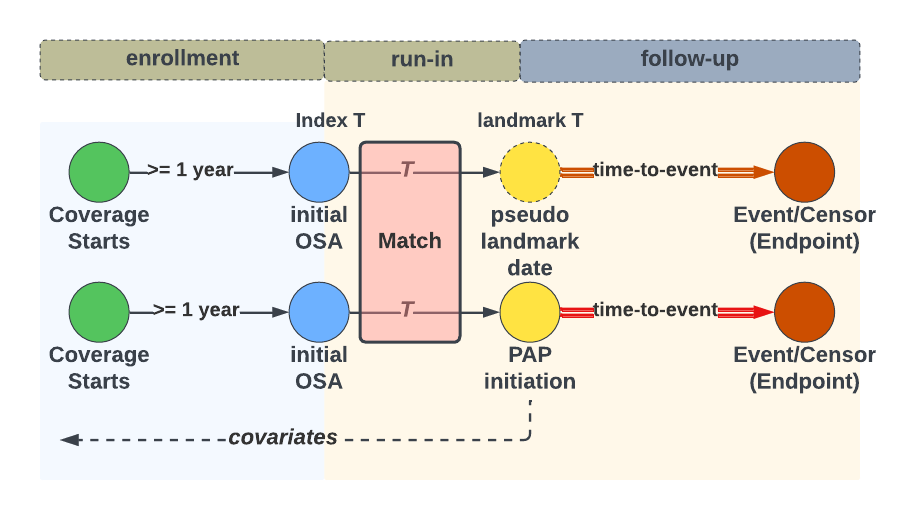 enrollment
run-in
follow-up
Index T
landmark T
>= 1 year
T
time-to-event
Coverage
Starts
initial
OSA
Match
pseudo
landmark
date
Event/Censor
(Endpoint)
>= 1 year
T
time-to-event
Coverage
Starts
initial
OSA
PAP
initiation
Event/Censor
(Endpoint)
covariates